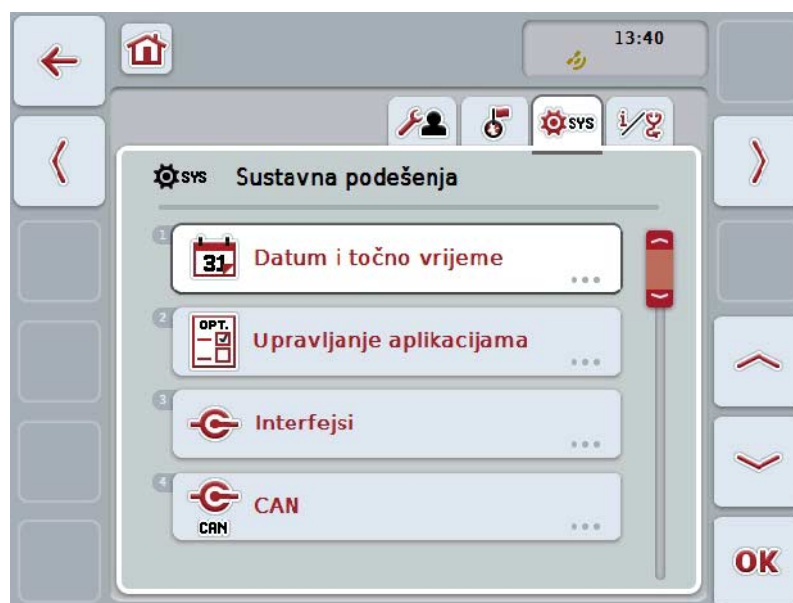 13:40
SYS
i/
SYS Sustavna podešenja
1
31 Datum i točno vrijeme
2
OPT. Upravljanje aplikacijama
3
Interfejsi
4
CAN CAN
OK